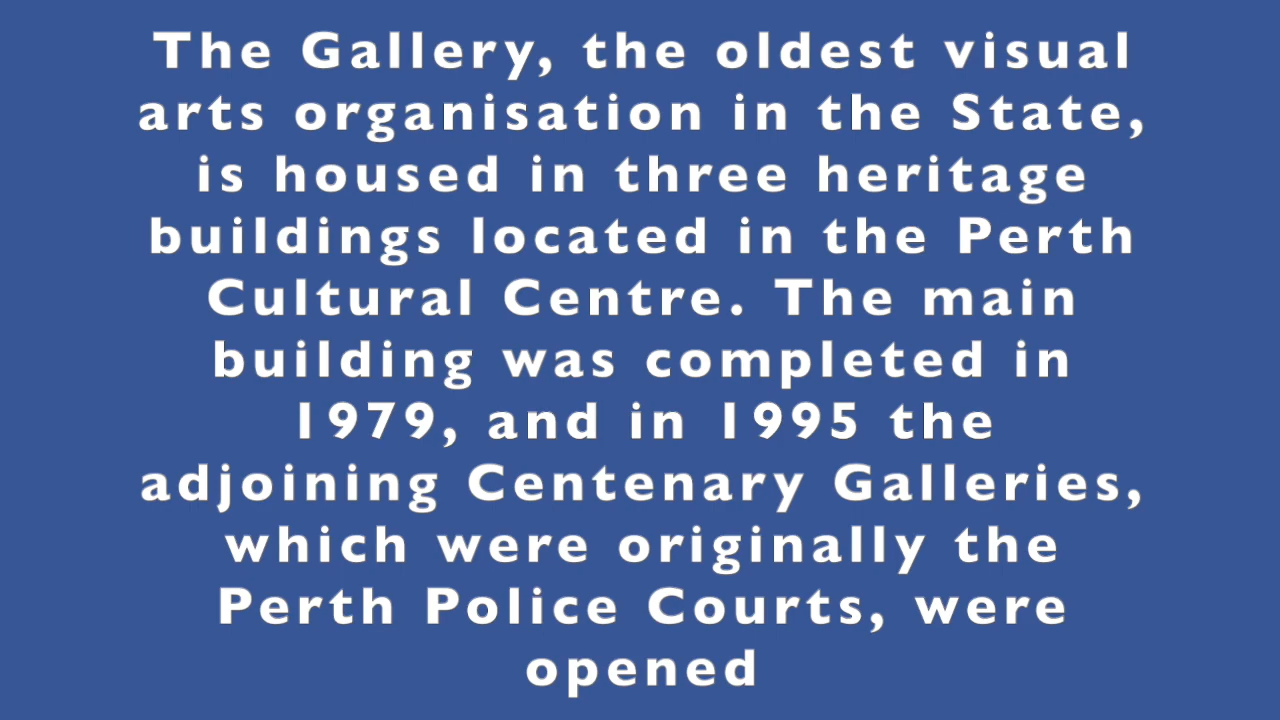 The Gallery, the oldest visual
arts organisation in the State,
is housed in three heritage
buildings located in the Perth
Cultural Centre. The main
building was completed in
1979, and in 1995 the
adjoining Centenary Galleries,
which were originally the
Perth Police Courts, were
opened